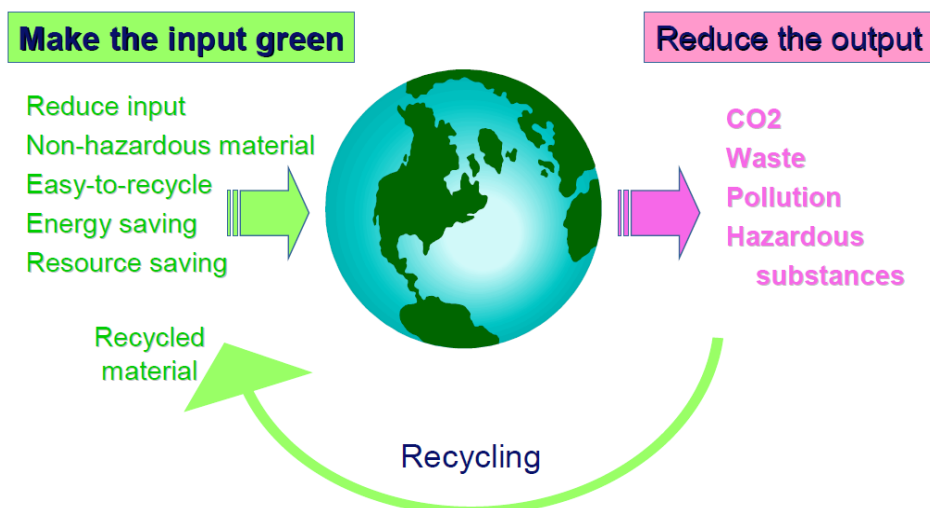 Make the input green
Reduce the output
Reduce input
Non-hazardous material
Easy-to-recycle
Energy saving
Resource saving
CO2
Waste
Pollution
Hazardous
substances
Recycled
material
Recycling